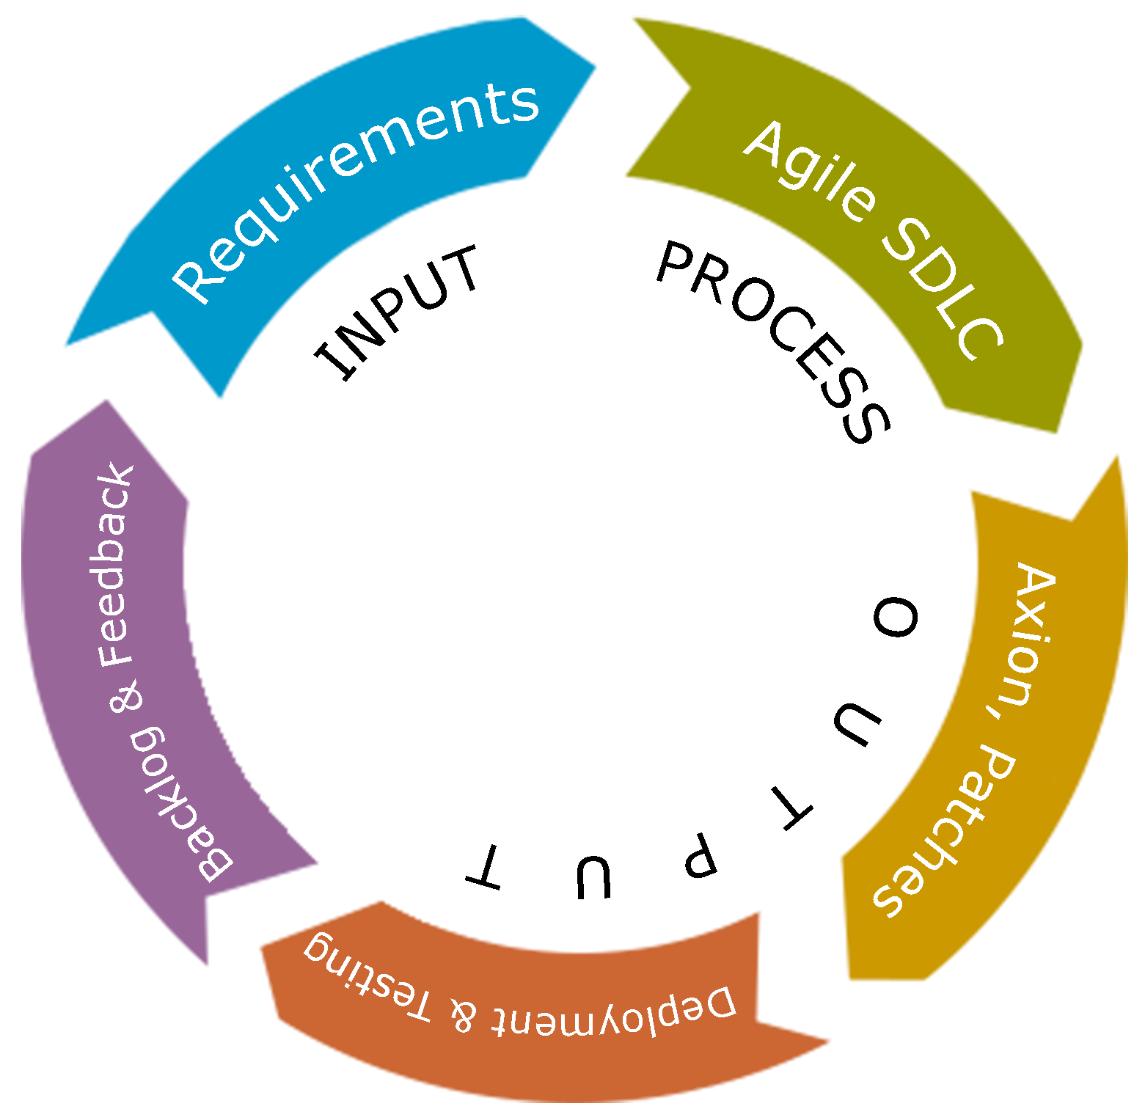 Requirements
Agile SDLC
Axion, Patches
Deployment & Testing
Backlog & Feedback
INPUT
PROCESS
OUTPUT